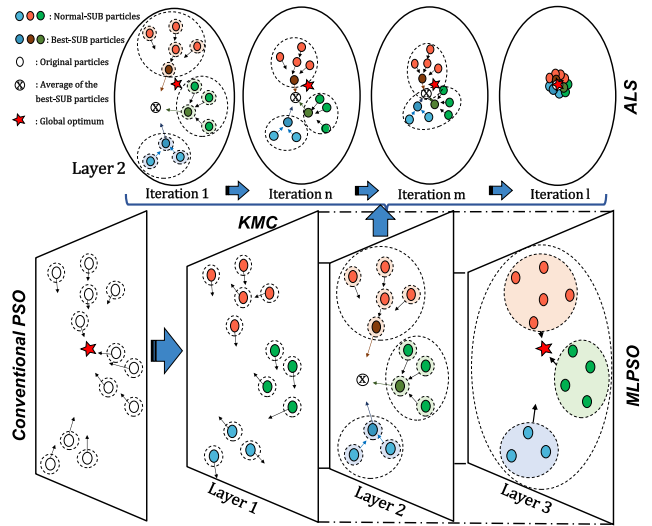 : Normal-SUB particles
: Best-SUB particles
: Original particles
: Average of the
best-SUB particles
: Global optimum
ALS
Layer 2
Iteration 1
Iteration n
Iteration m
Iteration l
KMC
Conventional PSO
MLPSO
Layer 1
Layer 2
Layer 3